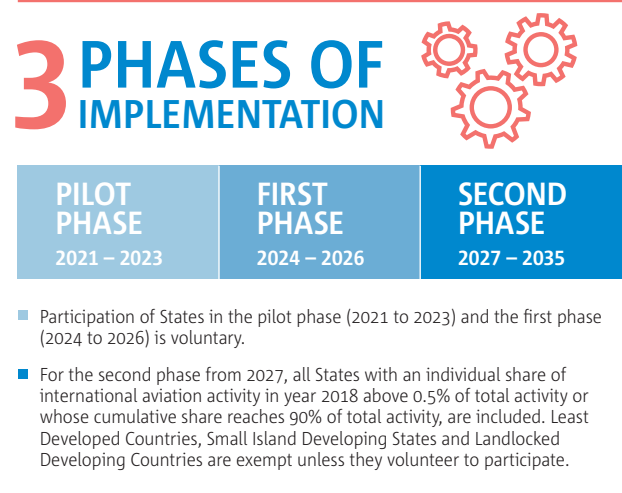 3 PHASES OF
IMPLEMENTATION
PILOT
PHASE
2021 – 2023
FIRST
PHASE
2024 – 2026
SECOND
PHASE
2027 – 2035
Participation of States in the pilot phase (2021 to 2023) and the first phase
(2024 to 2026) is voluntary.
For the second phase from 2027, all States with an individual share of
international aviation activity in year 2018 above 0.5% of total activity or
whose cumulative share reaches 90% of total activity, are included. Least
Developed Countries, Small Island Developing States and Landlocked
Developing Countries are exempt unless they volunteer to participate.